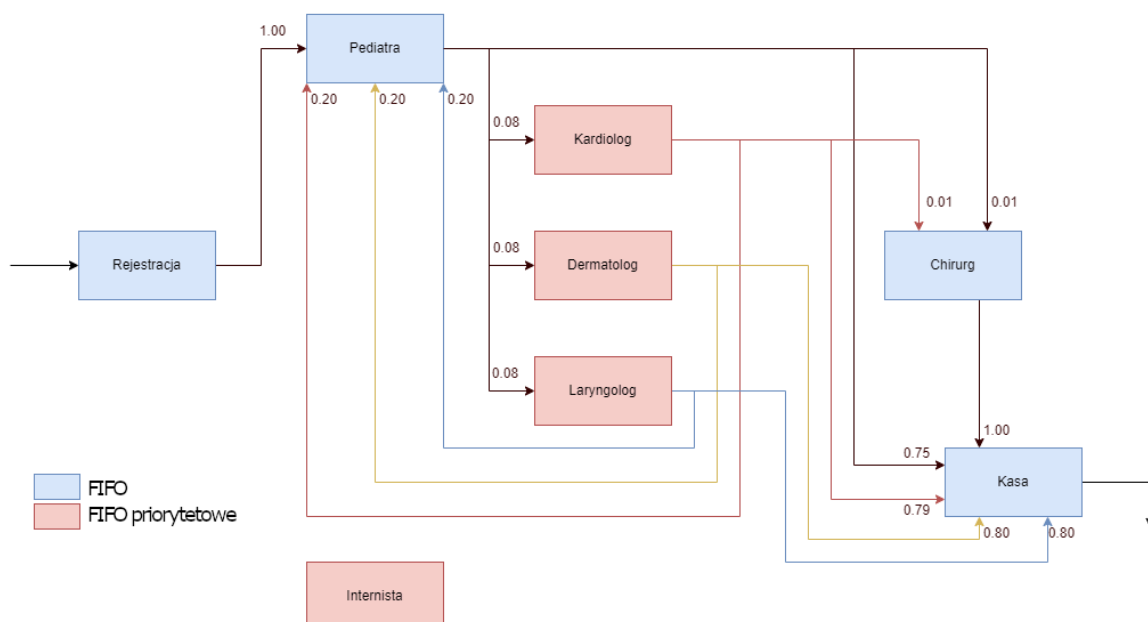 1.00
Pediatra
0.20
0.20
0.20
0.08
Kardiolog
0.01
0.01
Rejestracja
0.08
Dermatolog
Chirurg
0.08
Laryngolog
1.00
0.75
Kasa
0.79
0.80
0.80
FIFO
FIFO priorytetowe
Internista